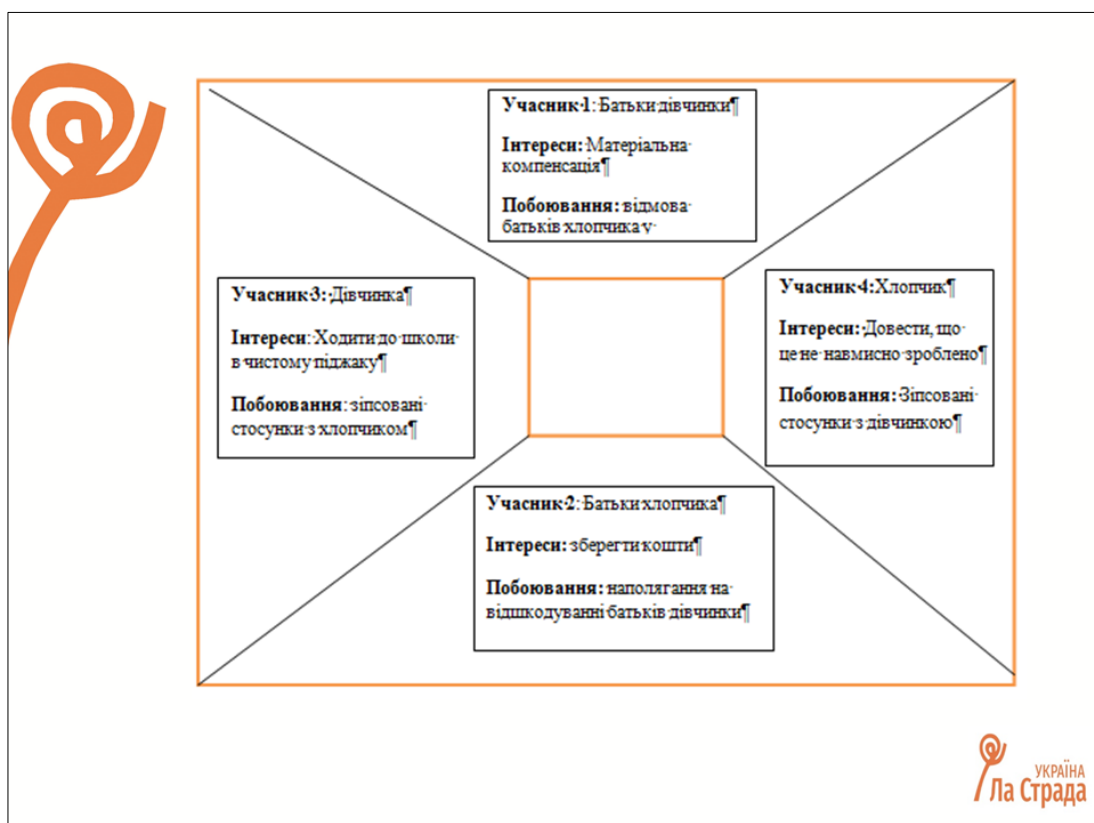 Учасник·1: Батьки дівчинки¶
Інтереси: Матеріальна·
компенсація¶
Побоювання: відмова·
батьків хлопчика у·
Учасник·3: Дівчинка¶
Інтереси: Ходити до школи·
в чистому піджаку¶
Побоювання: зіпсовані·
стосунки з хлопчиком¶
Учасник·4: Хлопчик¶
Інтереси: Довести, що·
це не навмисно зроблено¶
Побоювання: Зіпсовані·
стосунки з дівчинкою¶
Учасник·2: Батьки хлопчика¶
Інтереси: зберегти кошти¶
Побоювання: наполягання на·
відшкодуванні батьків дівчинки¶
УКРАЇНА
Ла Страда